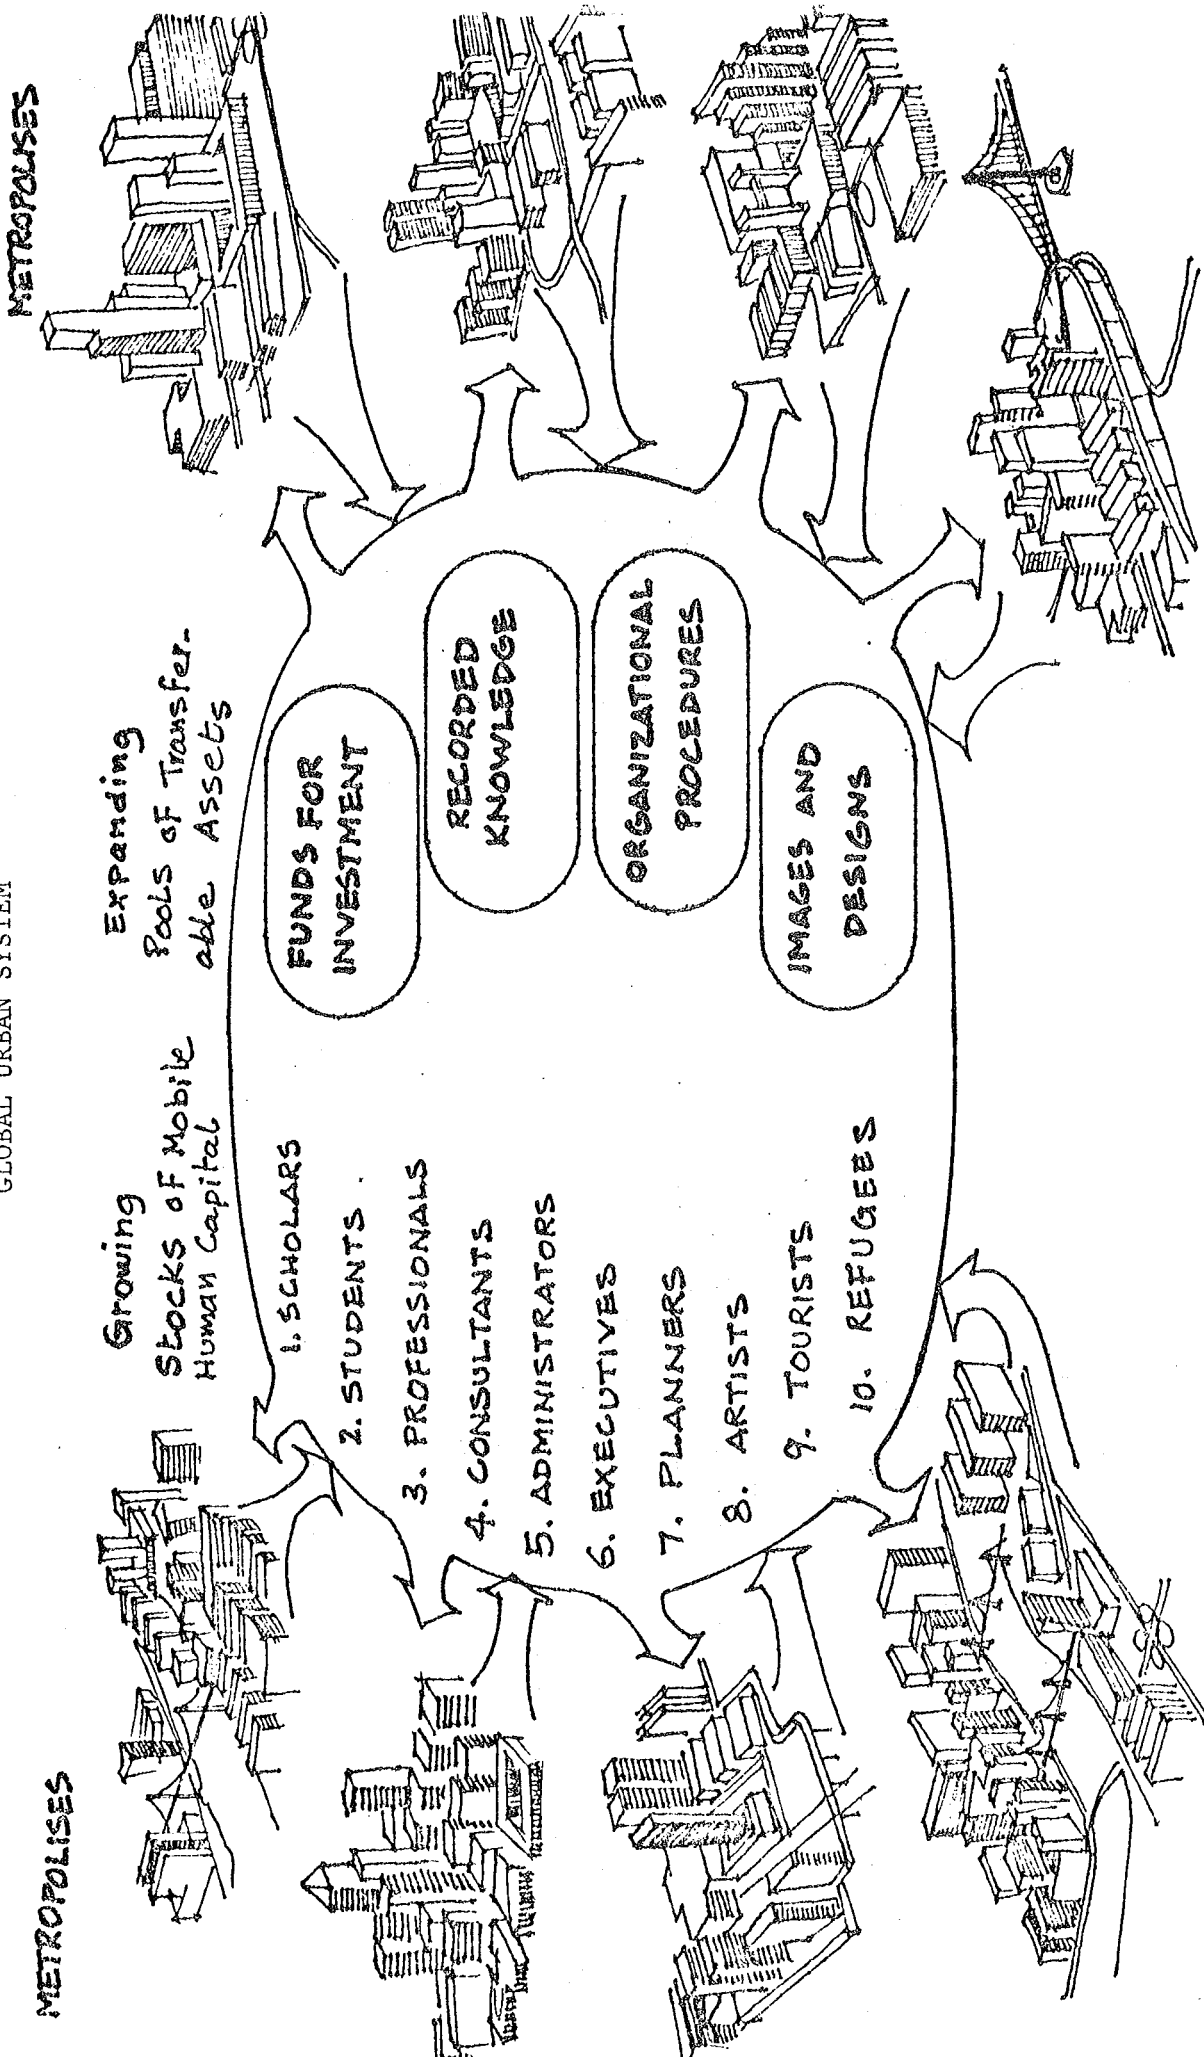 GLOBAL URBAN SYSTEM
METROPOLISES
METROPOLISES
Growing
Stocks of Mobile
Human Capital
Expanding
Pools of Transfer-
able Assets
1. SCHOLARS
2. STUDENTS.
3. PROFESSIONALS
4. CONSULTANTS
5. ADMINISTRATORS
6. EXECUTIVES
7. PLANNERS
8. ARTISTS
9. TOURISTS
10. REFUGEES
FUNDS FOR
INVESTMENT
RECORDED
KNOWLEDGE
ORGANIZATIONAL
PROCEDURES
IMAGES AND
DESIGNS